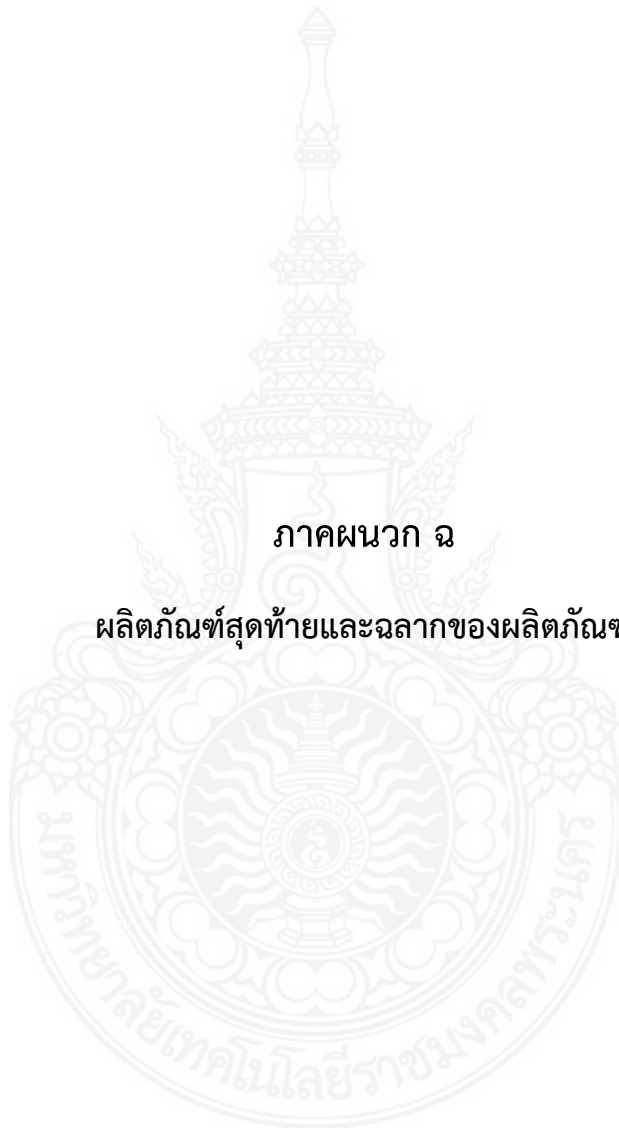 ภาคผนวก ฉ
ผลิตภัณฑ์สุดท้ายและฉลากของผลิตภัณฑ
มหาวิทยาลัยเทคโนโลยีราชมงคลพระนคร